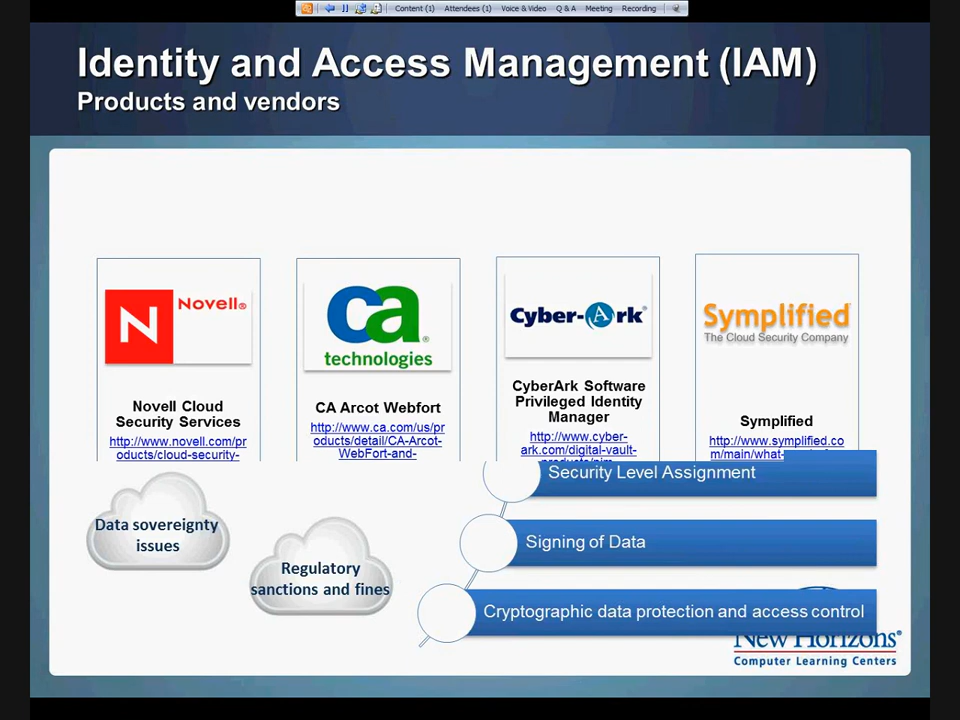 Content (1) Attendees (1) Voice & Video Q & A Meeting Recording
Identity and Access Management (IAM)
Products and vendors
N Novell®
ca®
technologies
Cyber-Ark®
Symplified
The Cloud Security Company
Novell Cloud
Security Services
http://www.novell.com/pr
oducts/cloud-security-
CA Arcot Webfort
http://www.ca.com/us/pr
oducts/detail/CA-Arcot-
WebFort-and-
CyberArk Software
Privileged Identity
Manager
http://www.cyber-
ark.com/digital-vault-
Symplified
http://www.symplified.co
m/main/what-
Data sovereignty
issues
Regulatory
sanctions and fines
Security Level Assignment
Signing of Data
Cryptographic data protection and access control
New Horizons®
Computer Learning Centers